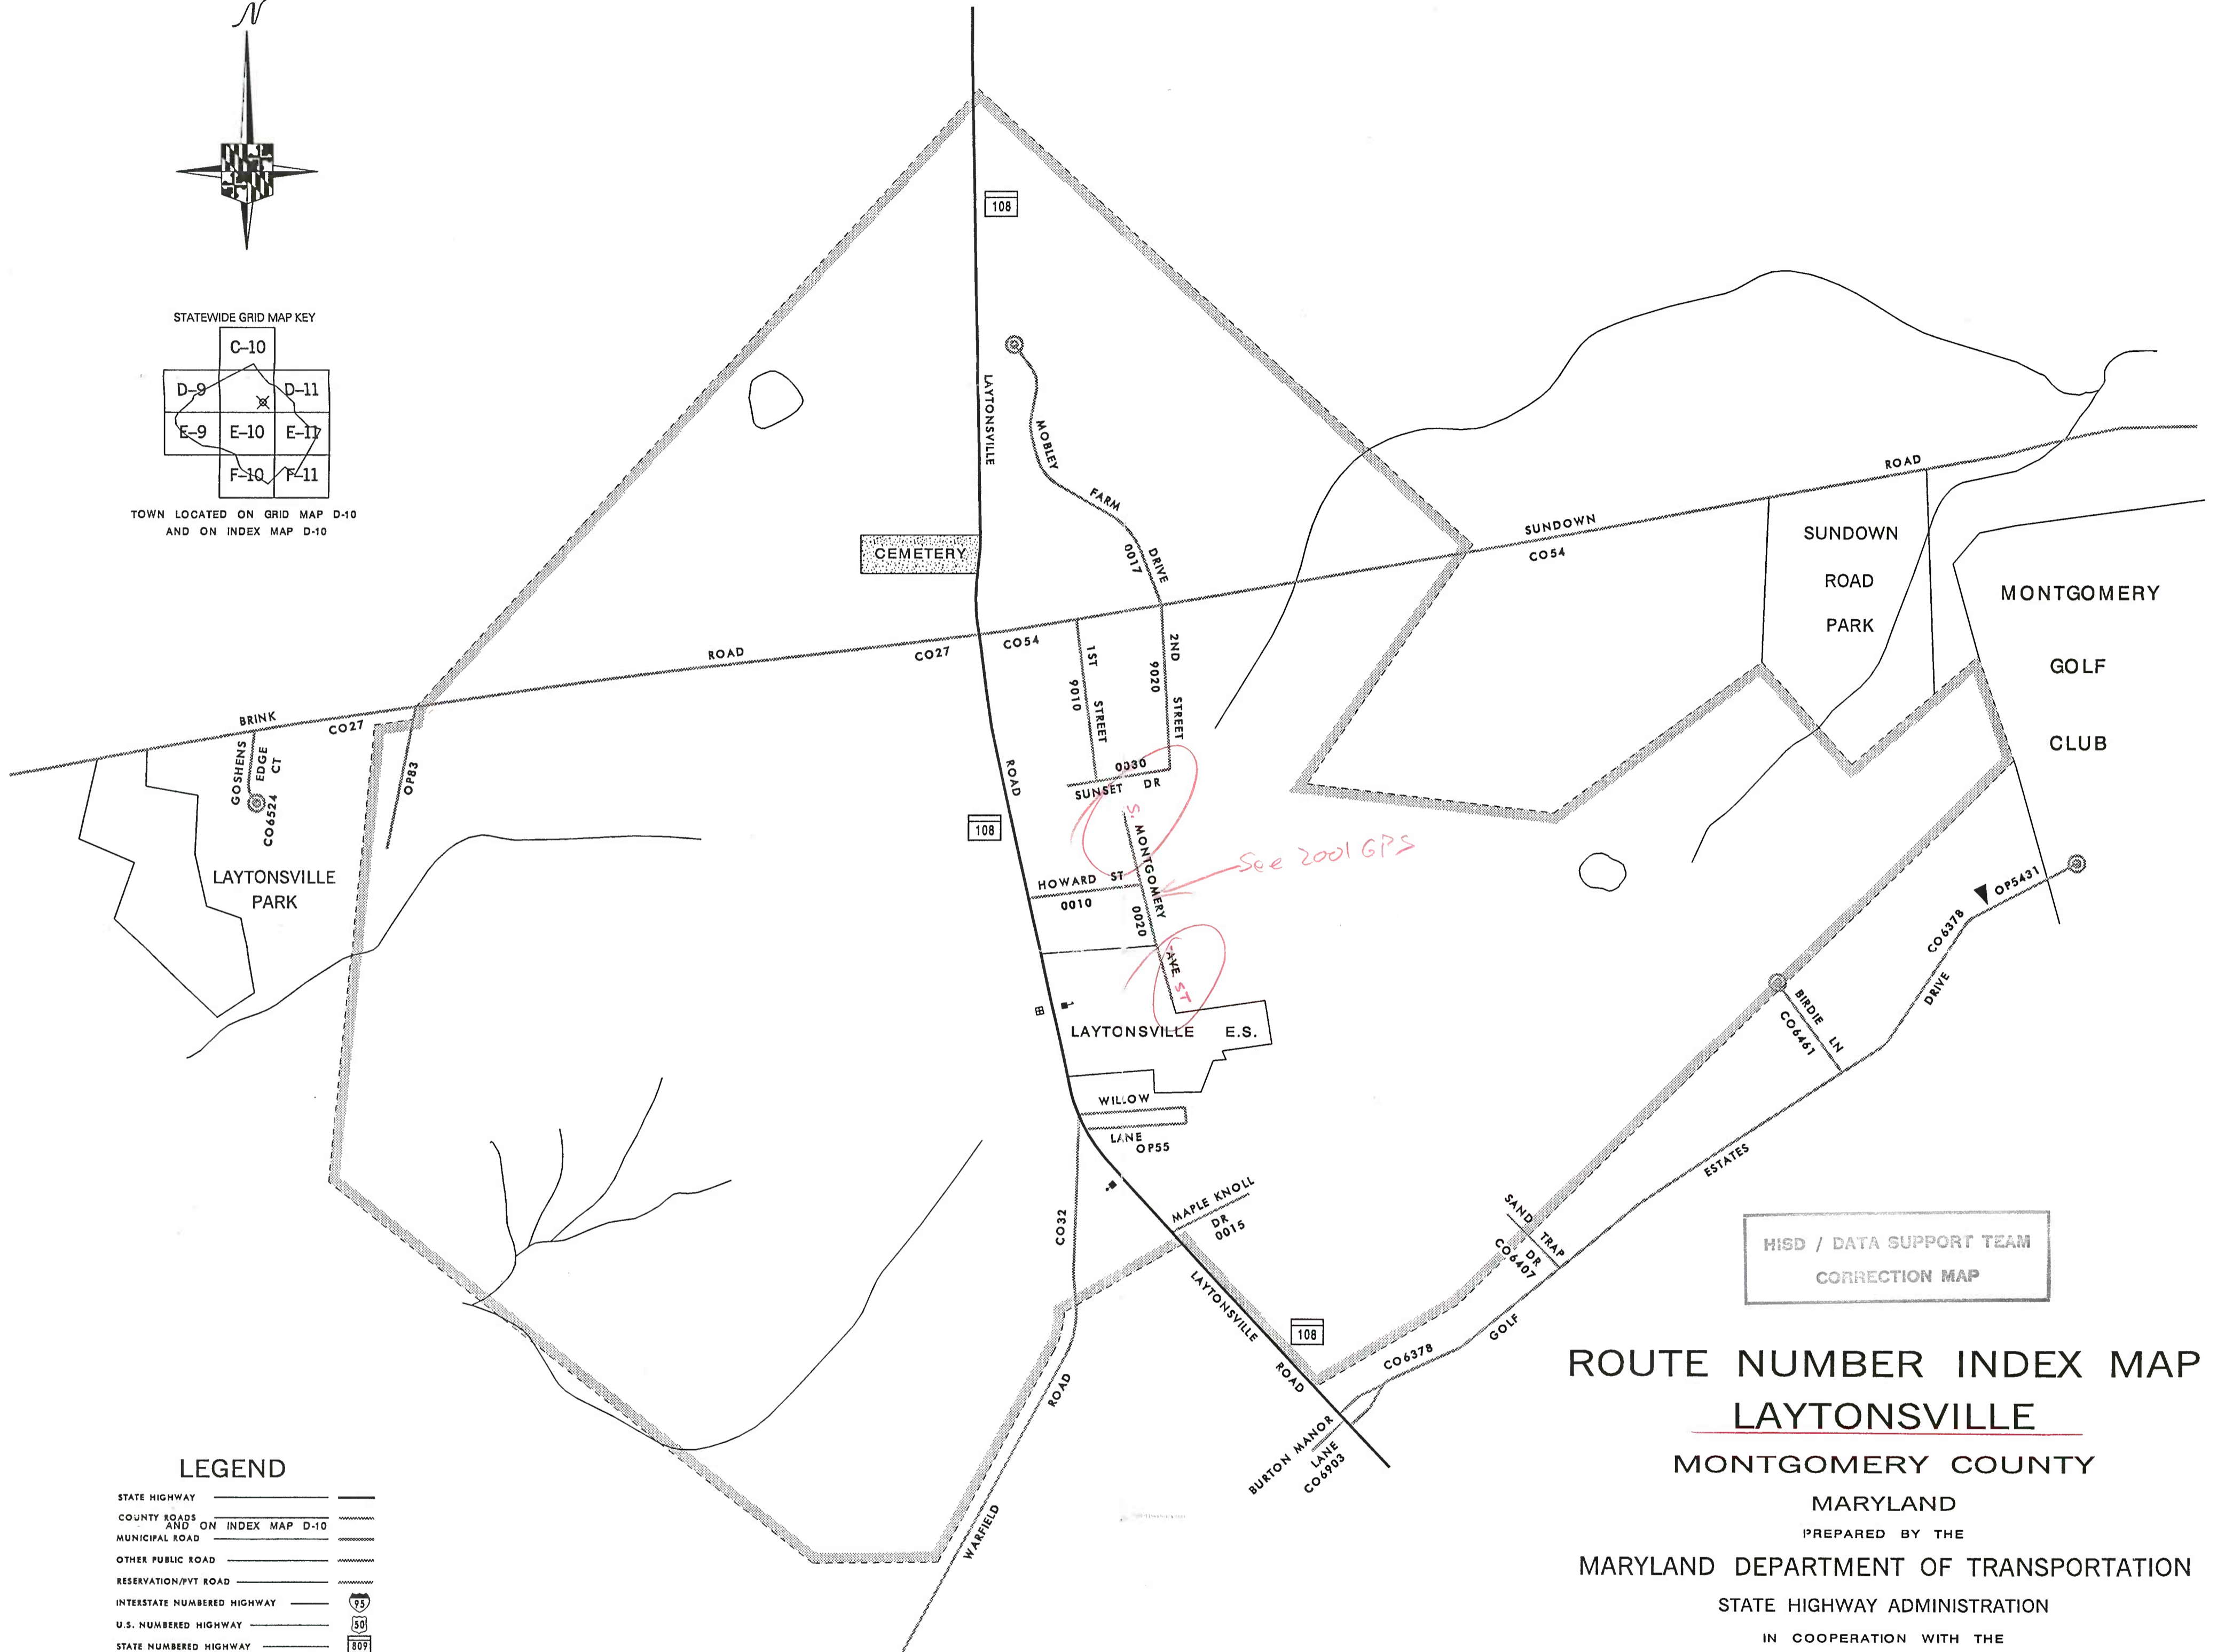 N
108
STATEWIDE GRID MAP KEY
C-10
D-9
D-11
E-9
E-10
E-11
F-10
F-11
TOWN LOCATED ON GRID MAP D-10
AND ON INDEX MAP D-10
LAYTONSVILLE
MOBLEY
FARM
DRIVE
0017
CEMETERY
ROAD
SUNDOWN
CO54
SUNDOWN
ROAD
PARK
MONTGOMERY
GOLF
CLUB
ROAD
CO27
CO54
1ST
STREET
9010
2ND
STREET
9020
BRINK
CO27
GOSHENS
EDGE
CT
CO6524
OP83
LAYTONSVILLE
PARK
ROAD
108
0030
SUNSET DR
S. MONTGOMERY
AVE ST
0020
See 2001 GPS
HOWARD ST
0010
LAYTONSVILLE E.S.
WILLOW
LANE
OP55
OP5431
CO6378
DRIVE
BIRDIE LN
CO6461
ESTATES
MAPLE KNOLL
DR
0015
CO32
SAND TRAP
DR
CO6407
LAYTONSVILLE
ROAD
108
CO6378
GOLF
ROAD
WARFIELD
BURTON MANOR
LANE
CO6903
HISD / DATA SUPPORT TEAM
CORRECTION MAP
ROUTE NUMBER INDEX MAP
LAYTONSVILLE
MONTGOMERY COUNTY
MARYLAND
PREPARED BY THE
MARYLAND DEPARTMENT OF TRANSPORTATION
STATE HIGHWAY ADMINISTRATION
IN COOPERATION WITH THE
LEGEND
STATE HIGHWAY
COUNTY ROADS
AND ON INDEX MAP D-10
MUNICIPAL ROAD
OTHER PUBLIC ROAD
RESERVATION/PVT ROAD
INTERSTATE NUMBERED HIGHWAY 95
U.S. NUMBERED HIGHWAY 50
STATE NUMBERED HIGHWAY 809